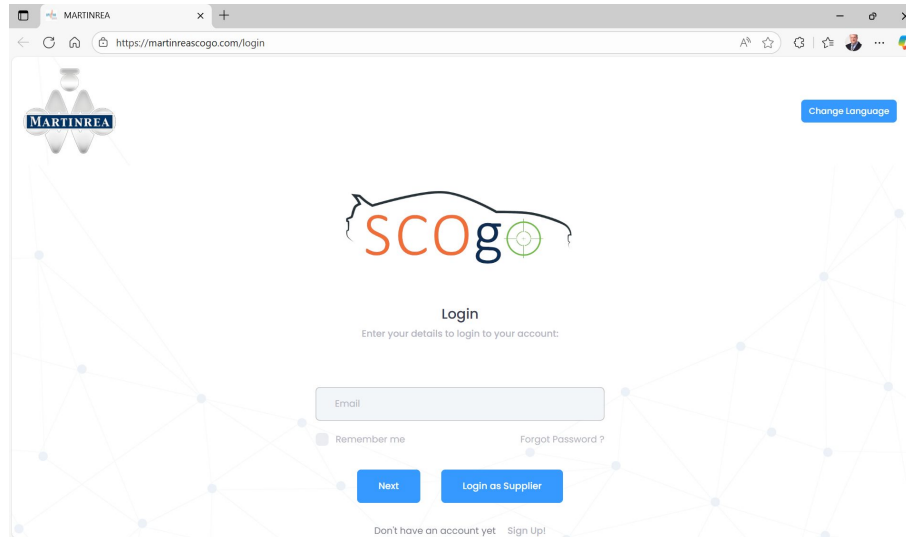 MARTINREA
https://martinreascogo.com/login
MARTINREA
Change Language
SCOgo
Login
Enter your details to login to your account:
Email
Remember me
Forgot Password ?
Next
Login as Supplier
Don't have an account yet Sign Up!